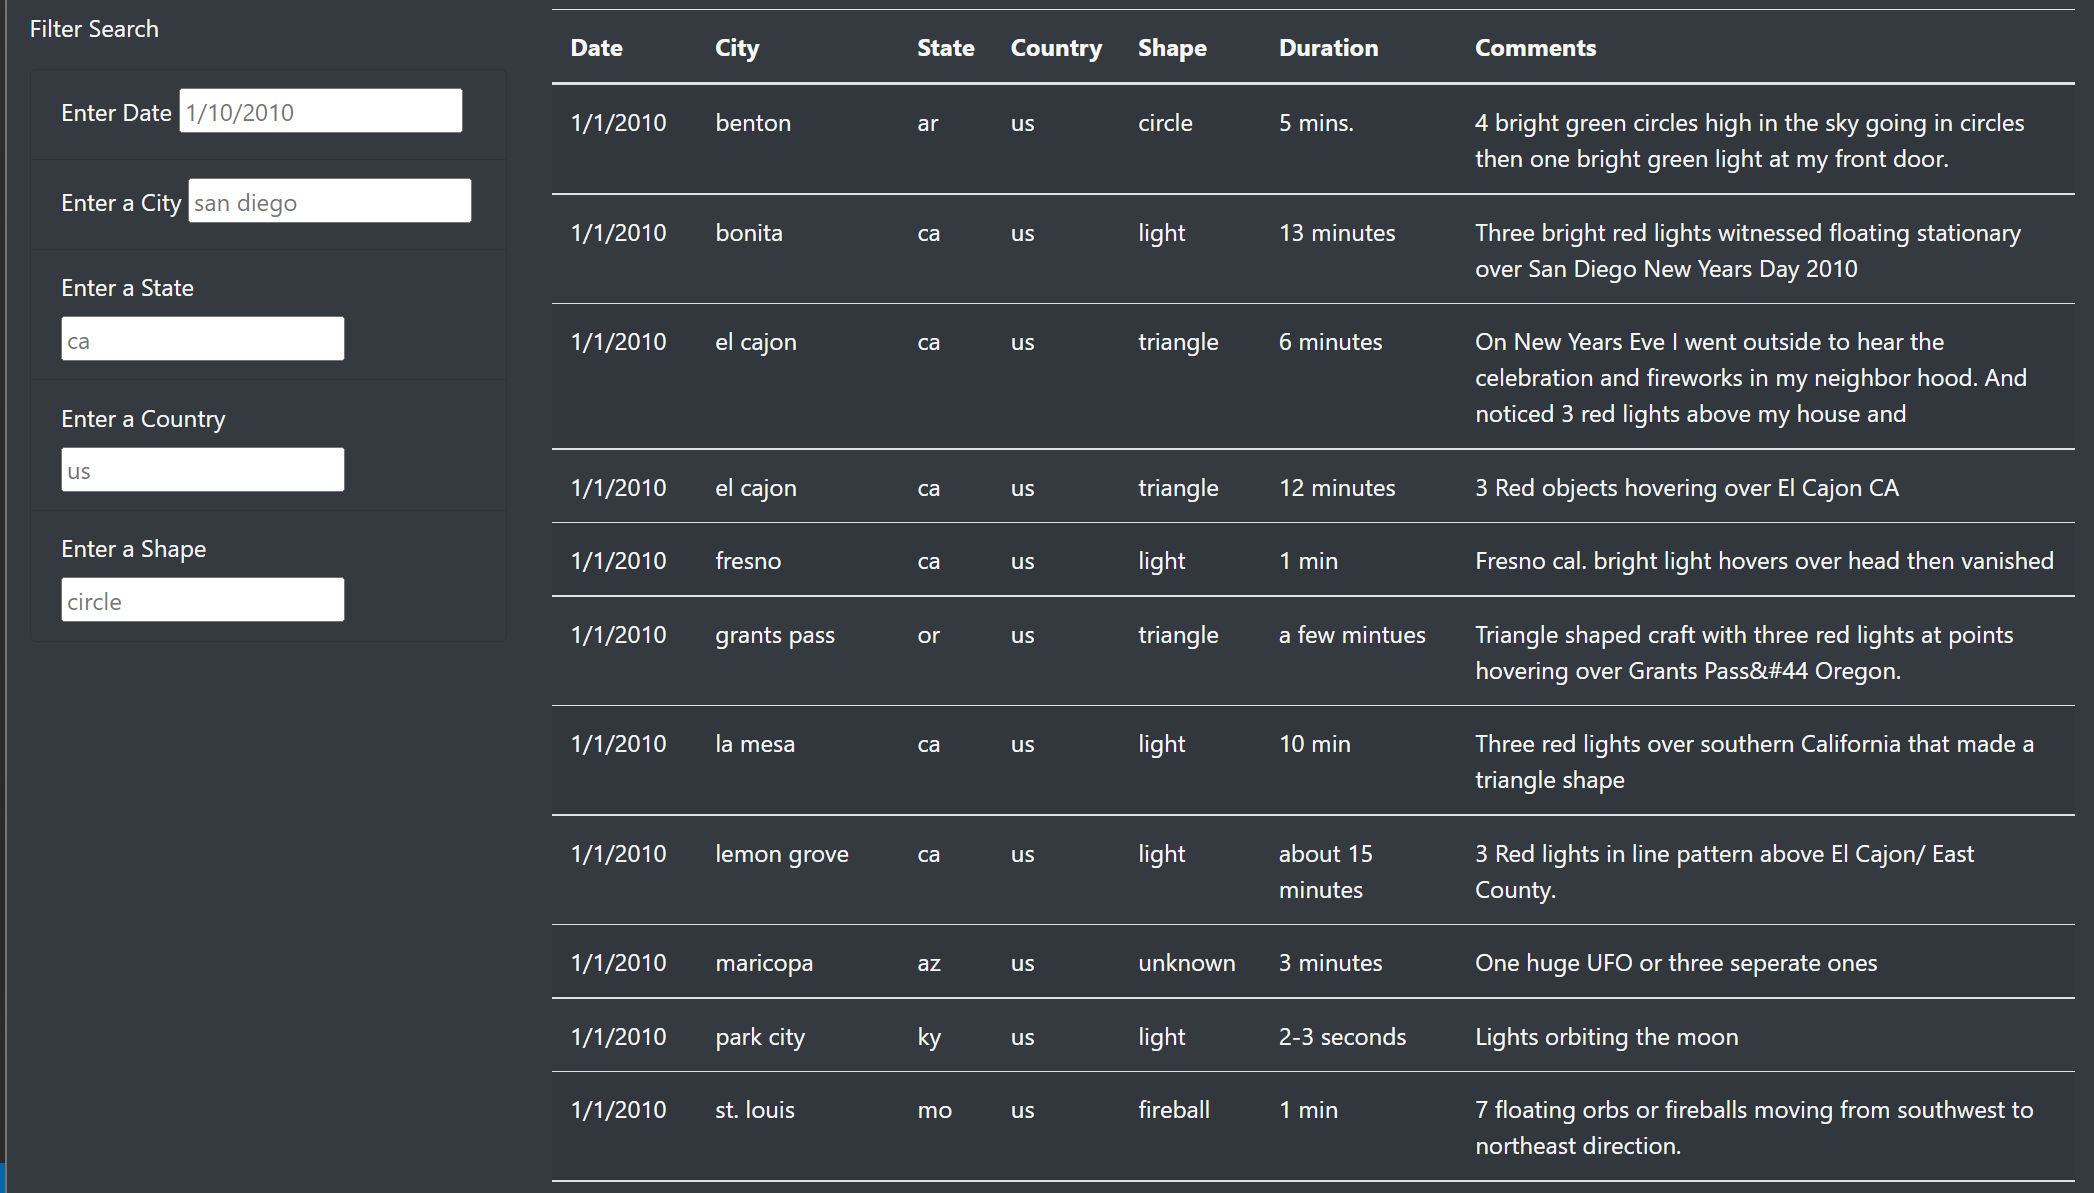 Filter Search
Enter Date 1/10/2010
Enter a City san diego
Enter a State
ca
Enter a Country
us
Enter a Shape
circle
Date City State Country Shape Duration Comments
1/1/2010 benton ar us circle 5 mins. 4 bright green circles high in the sky going in circles
then one bright green light at my front door.
1/1/2010 bonita ca us light 13 minutes Three bright red lights witnessed floating stationary
over San Diego New Years Day 2010
1/1/2010 el cajon ca us triangle 6 minutes On New Years Eve I went outside to hear the
celebration and fireworks in my neighbor hood. And
noticed 3 red lights above my house and
1/1/2010 el cajon ca us triangle 12 minutes 3 Red objects hovering over El Cajon CA
1/1/2010 fresno ca us light 1 min Fresno cal. bright light hovers over head then vanished
1/1/2010 grants pass or us triangle a few mintues Triangle shaped craft with three red lights at points
hovering over Grants Pass&#44 Oregon.
1/1/2010 la mesa ca us light 10 min Three red lights over southern California that made a
triangle shape
1/1/2010 lemon grove ca us light about 15 3 Red lights in line pattern above El Cajon/ East
minutes County.
1/1/2010 maricopa az us unknown 3 minutes One huge UFO or three seperate ones
1/1/2010 park city ky us light 2-3 seconds Lights orbiting the moon
1/1/2010 st. louis mo us fireball 1 min 7 floating orbs or fireballs moving from southwest to
northeast direction.